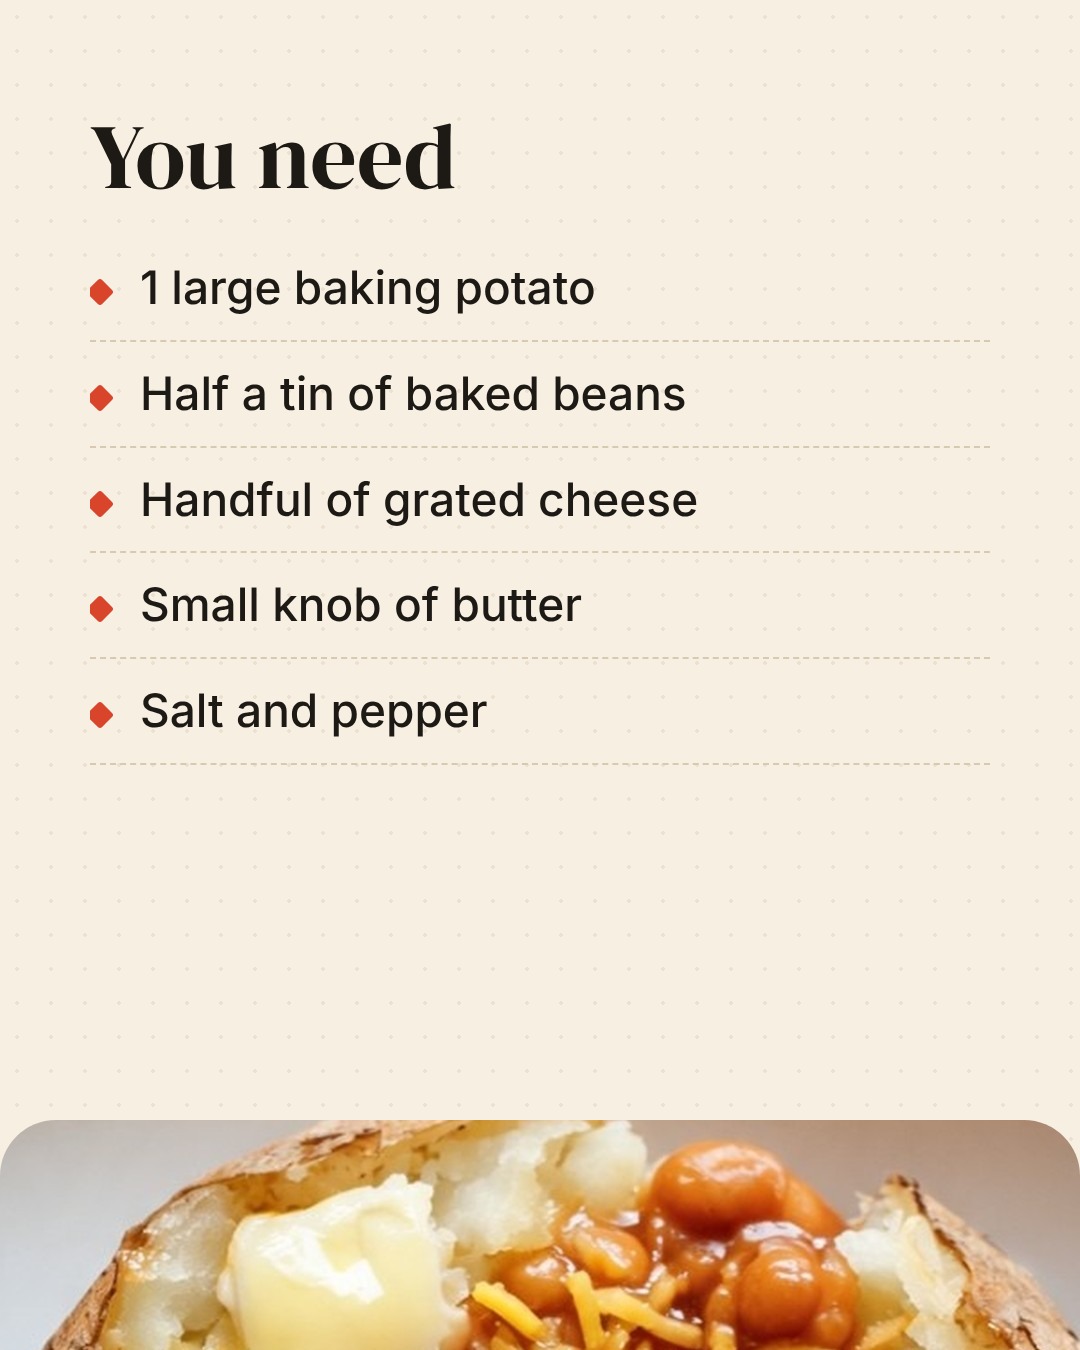 You need
1 large baking potato
Half a tin of baked beans
Handful of grated cheese
Small knob of butter
Salt and pepper